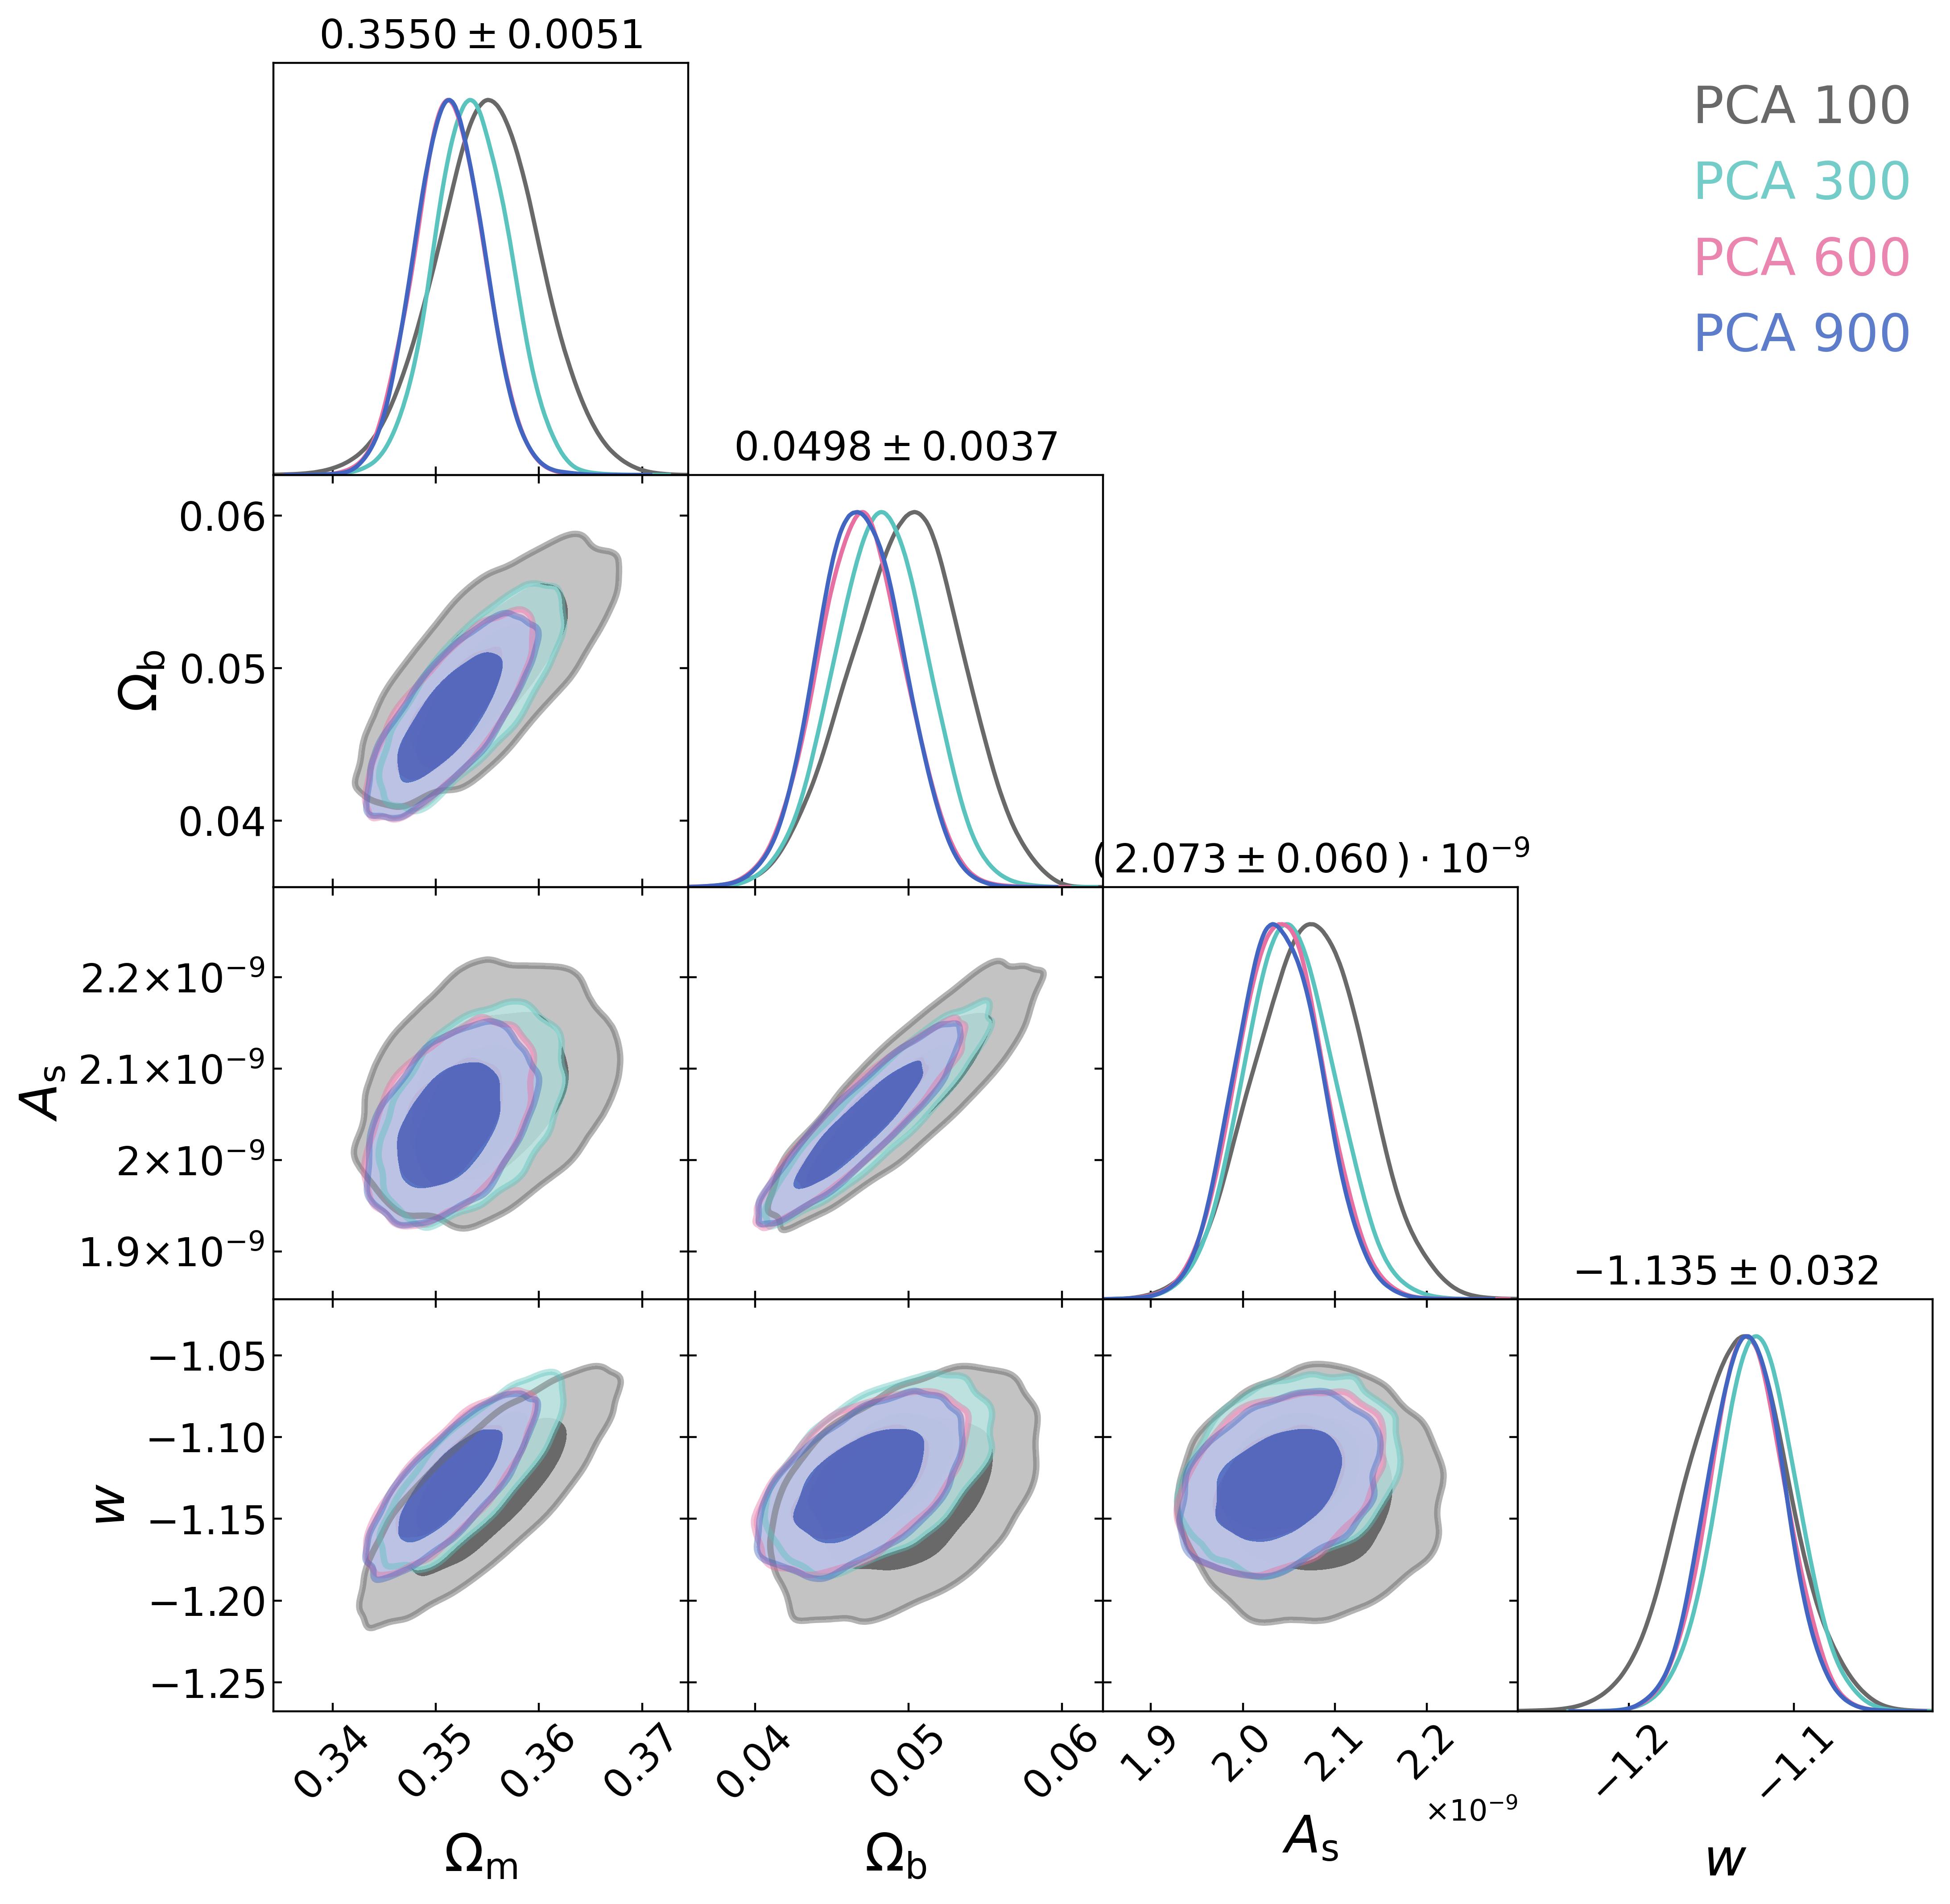 0.3550 ± 0.0051
PCA 100
PCA 300
PCA 600
PCA 900
0.0498 ± 0.0037
0.06
0.05
0.04
Ω_b
(2.073 ± 0.060) · 10⁻⁹
2.2×10⁻⁹
2.1×10⁻⁹
2×10⁻⁹
1.9×10⁻⁹
A_s
−1.135 ± 0.032
−1.05
−1.10
−1.15
−1.20
−1.25
w
0.34 0.35 0.36 0.37
0.04 0.05 0.06
1.9 2.0 2.1 2.2
−1.2 −1.1
×10⁻⁹
Ω_m
Ω_b
A_s
w